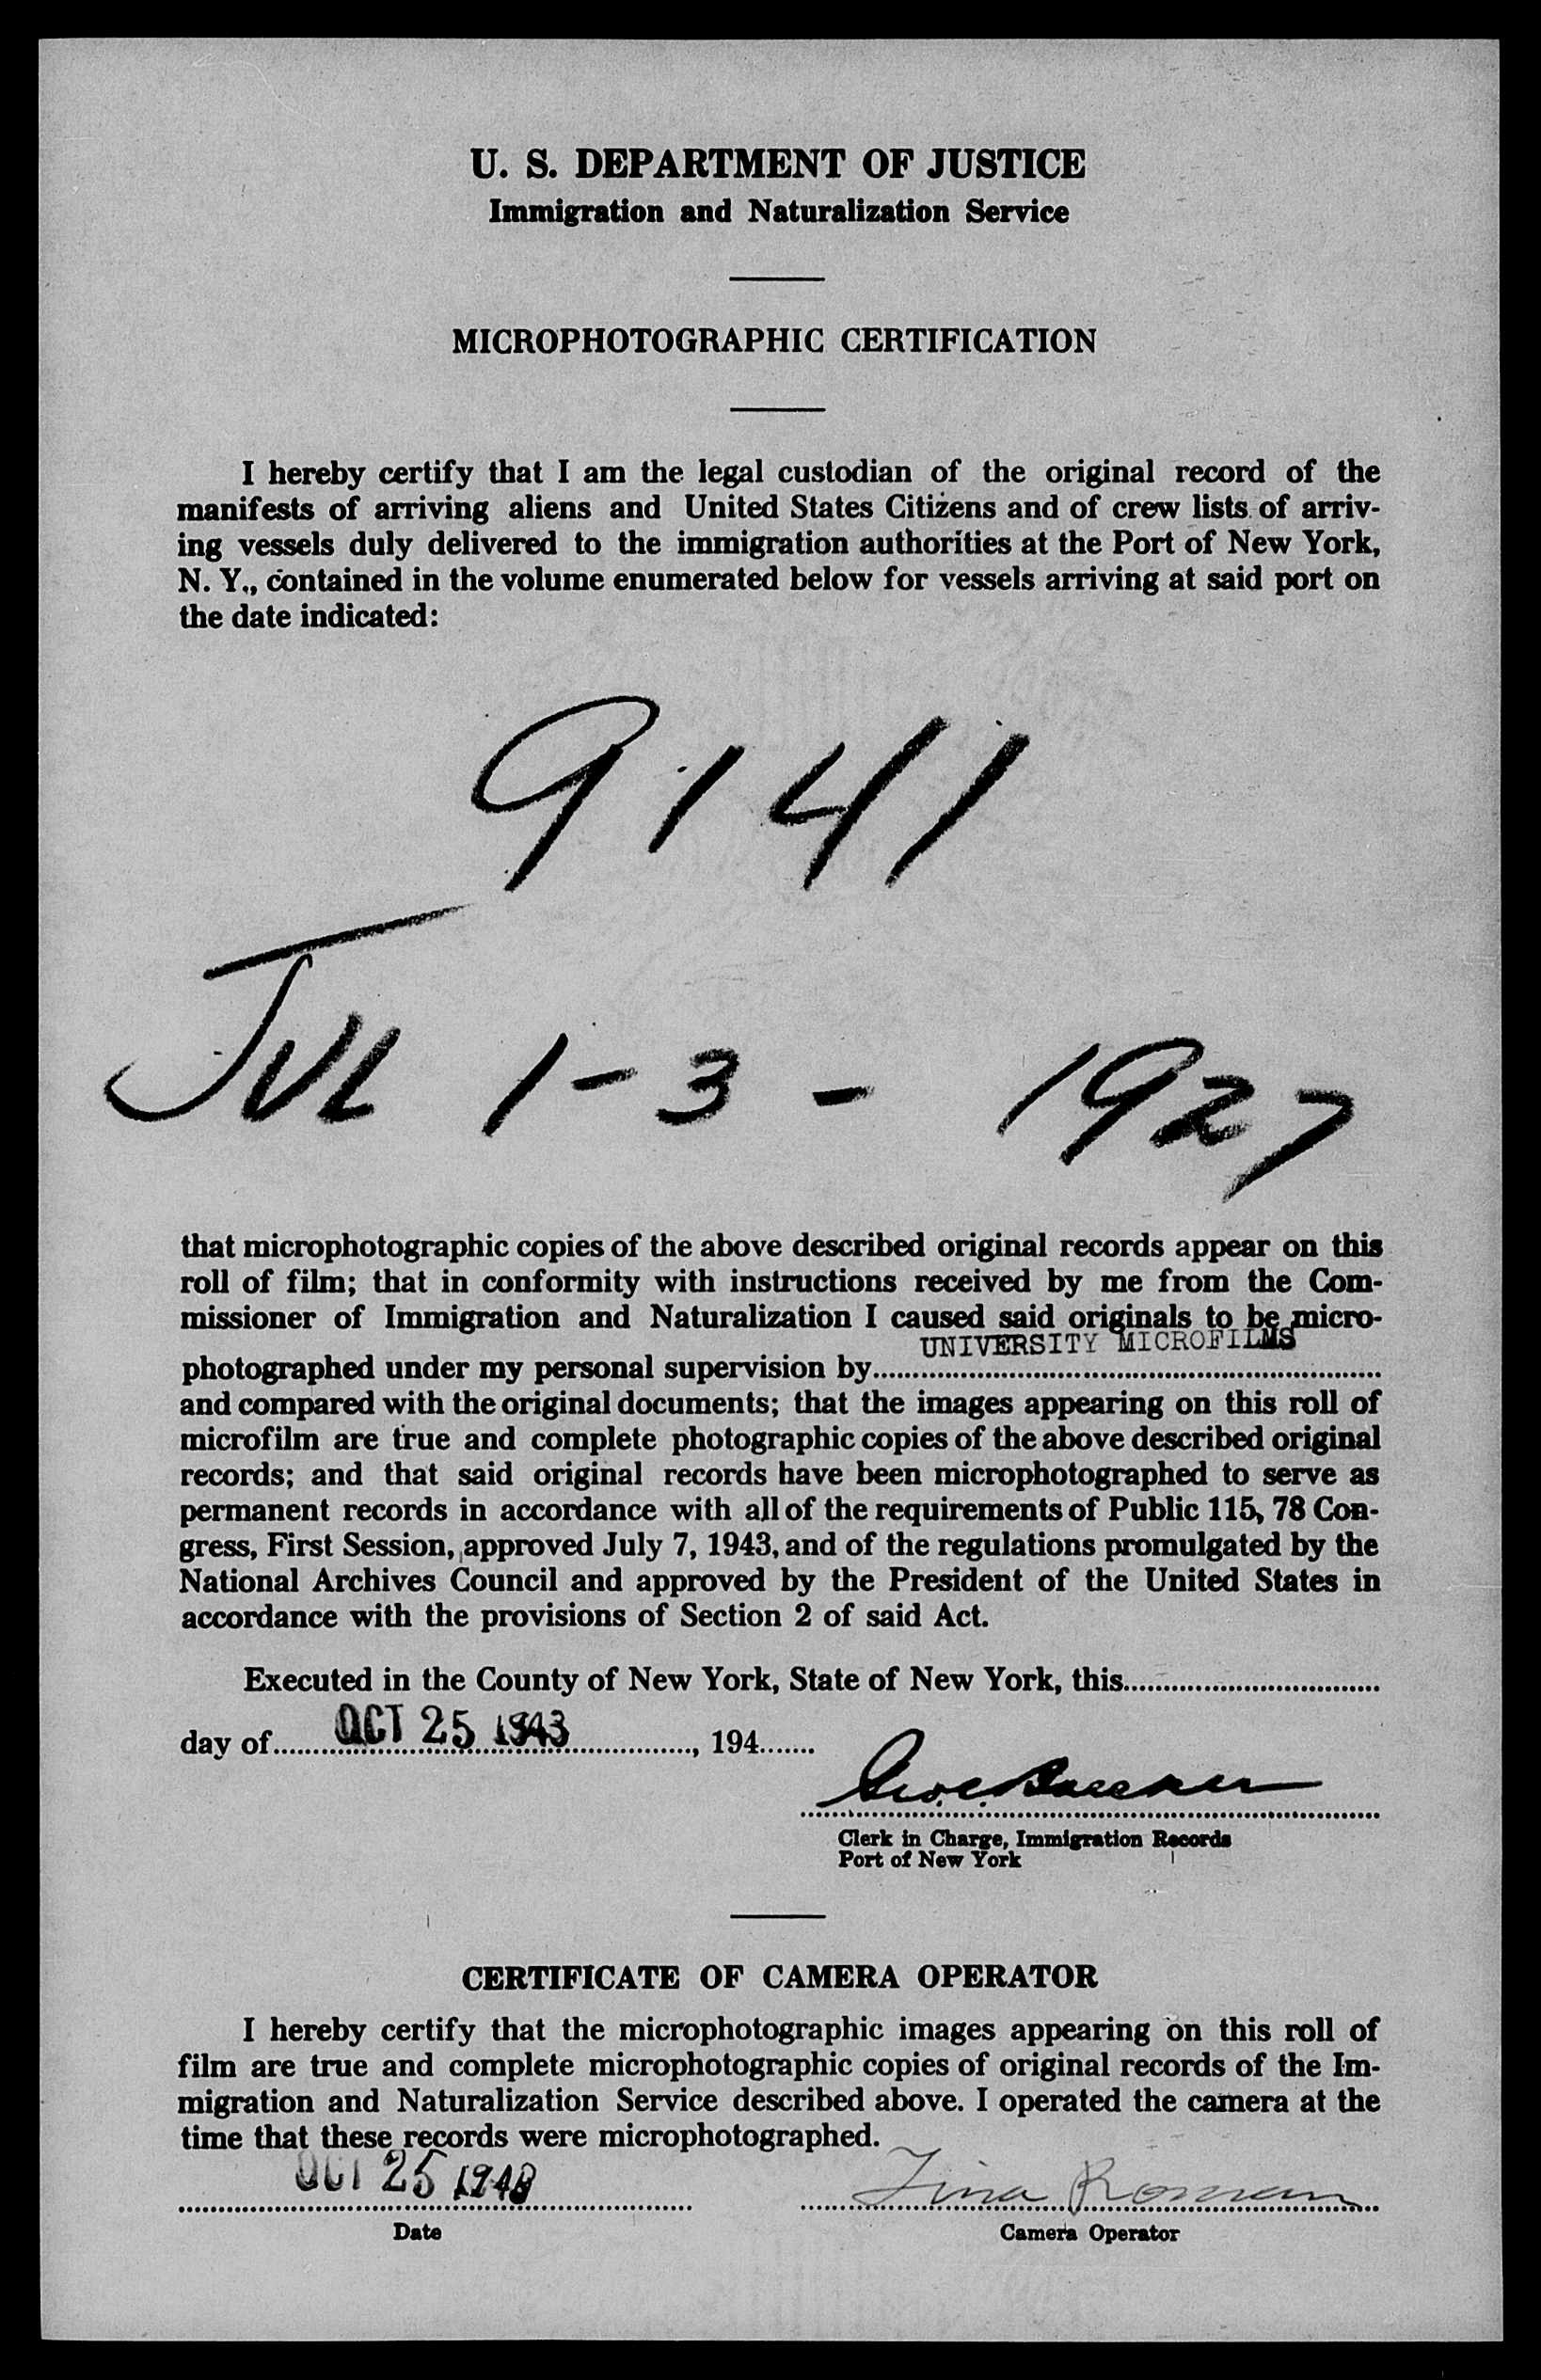 U. S. DEPARTMENT OF JUSTICE
Immigration and Naturalization Service
MICROPHOTOGRAPHIC CERTIFICATION
I hereby certify that I am the legal custodian of the original record of the
manifests of arriving aliens and United States Citizens and of crew lists of arriv-
ing vessels duly delivered to the immigration authorities at the Port of New York,
N. Y., contained in the volume enumerated below for vessels arriving at said port on
the date indicated:
9141
JUL 1-3 - 1927
that microphotographic copies of the above described original records appear on this
roll of film; that in conformity with instructions received by me from the Com-
missioner of Immigration and Naturalization I caused said originals to be micro-
UNIVERSITY MICROFILMS
photographed under my personal supervision by
and compared with the original documents; that the images appearing on this roll of
microfilm are true and complete photographic copies of the above described original
records; and that said original records have been microphotographed to serve as
permanent records in accordance with all of the requirements of Public 115, 78 Con-
gress, First Session, approved July 7, 1943, and of the regulations promulgated by the
National Archives Council and approved by the President of the United States in
accordance with the provisions of Section 2 of said Act.
Executed in the County of New York, State of New York, this
day of OCT 25 1943, 194
Clerk in Charge, Immigration Records
Port of New York
CERTIFICATE OF CAMERA OPERATOR
I hereby certify that the microphotographic images appearing on this roll of
film are true and complete microphotographic copies of original records of the Im-
migration and Naturalization Service described above. I operated the camera at the
time that these records were microphotographed.
OCT 25 1943 Tina Roman
Date Camera Operator